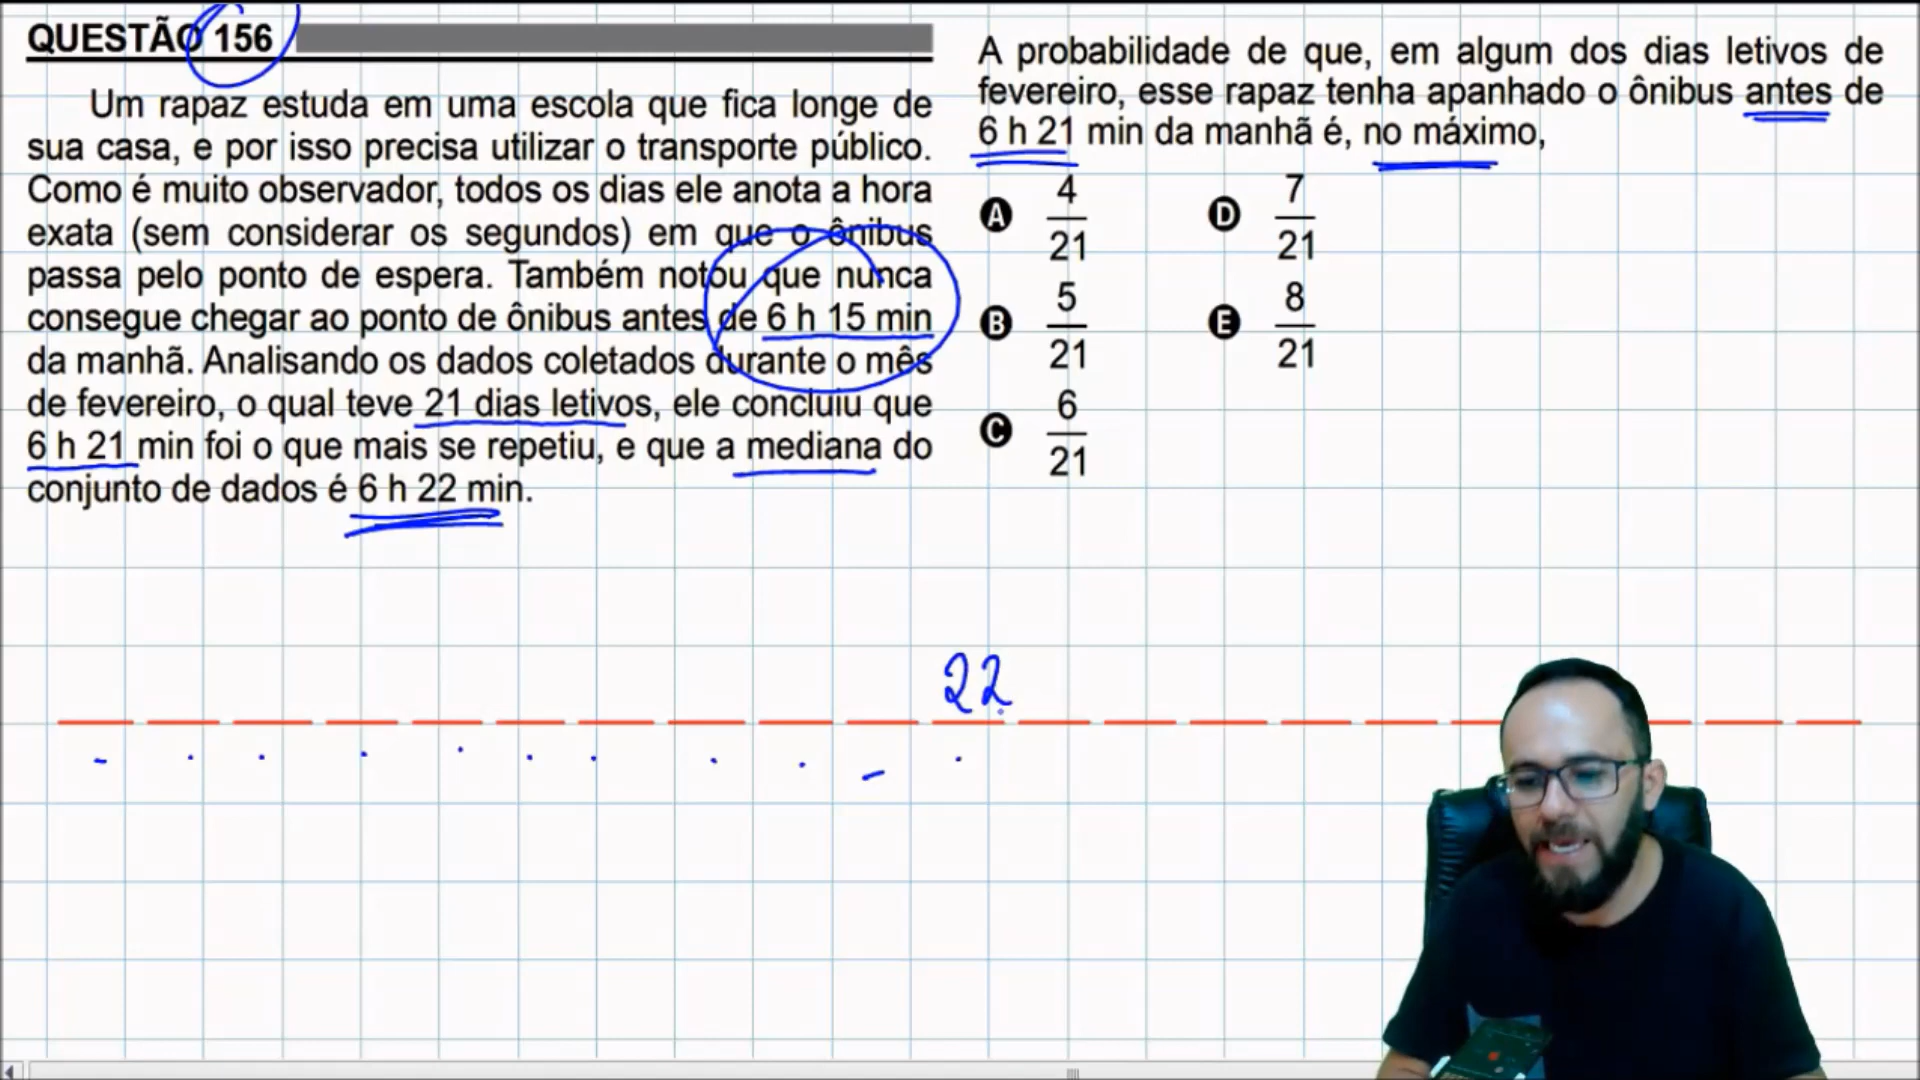 QUESTÃO 156
Um rapaz estuda em uma escola que fica longe de
sua casa, e por isso precisa utilizar o transporte público.
Como é muito observador, todos os dias ele anota a hora
exata (sem considerar os segundos) em que o ônibus
passa pelo ponto de espera. Também notou que nunca
consegue chegar ao ponto de ônibus antes de 6 h 15 min
da manhã. Analisando os dados coletados durante o mês
de fevereiro, o qual teve 21 dias letivos, ele concluiu que
6 h 21 min foi o que mais se repetiu, e que a mediana do
conjunto de dados é 6 h 22 min.
A probabilidade de que, em algum dos dias letivos de
fevereiro, esse rapaz tenha apanhado o ônibus antes de
6 h 21 min da manhã é, no máximo,
A 4/21
B 5/21
C 6/21
D 7/21
E 8/21
22